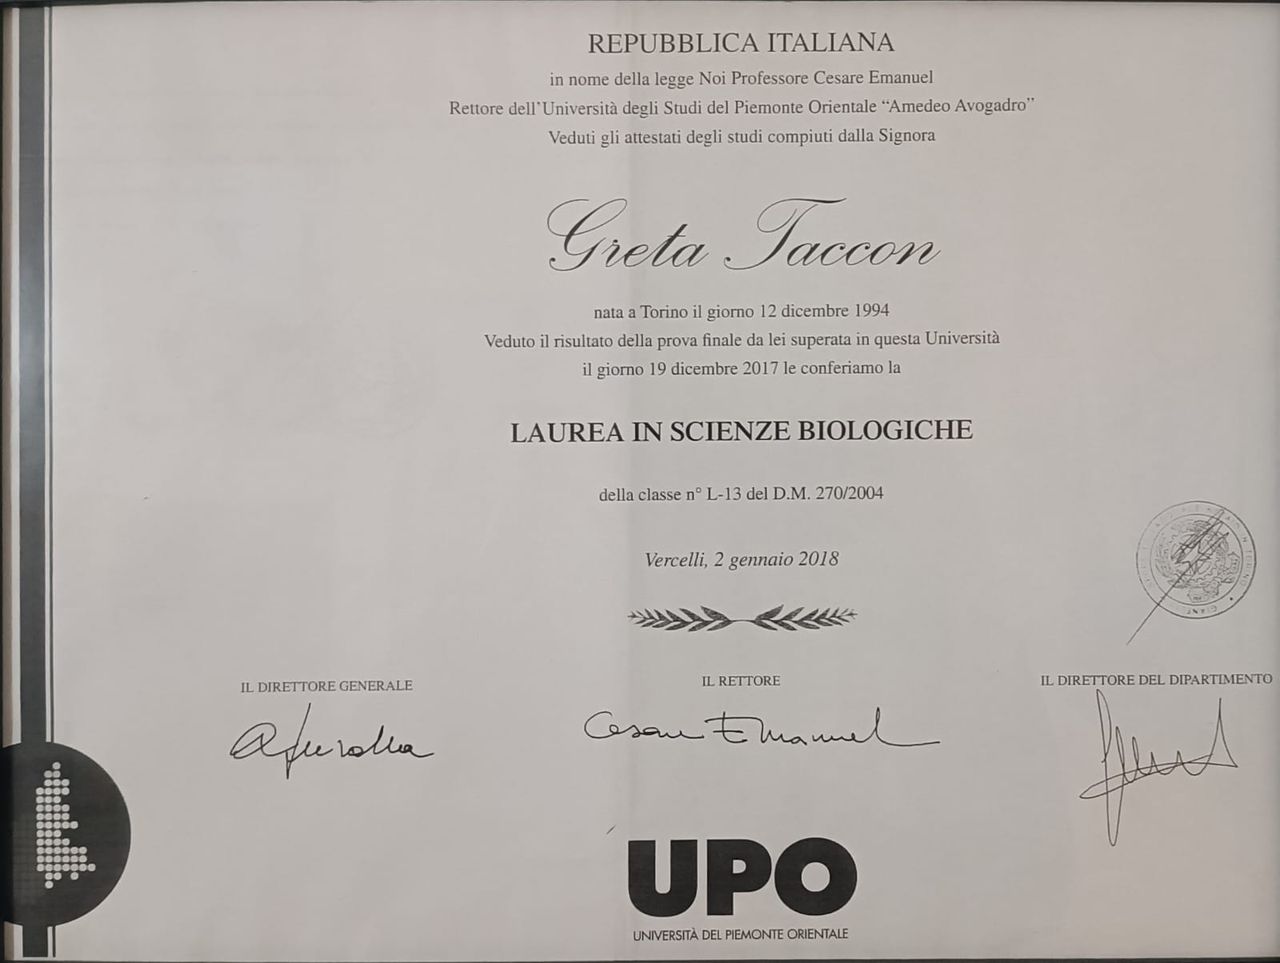 REPUBBLICA ITALIANA
in nome della legge Noi Professore Cesare Emanuel
Rettore dell'Università degli Studi del Piemonte Orientale “Amedeo Avogadro”
Veduti gli attestati degli studi compiuti dalla Signora
Greta Taccon
nata a Torino il giorno 12 dicembre 1994
Veduto il risultato della prova finale da lei superata in questa Università
il giorno 19 dicembre 2017 le conferiamo la
LAUREA IN SCIENZE BIOLOGICHE
della classe n° L-13 del D.M. 270/2004
Vercelli, 2 gennaio 2018
IL DIRETTORE GENERALE
IL RETTORE
IL DIRETTORE DEL DIPARTIMENTO
Cesare Emanuel
UPO
UNIVERSITÀ DEL PIEMONTE ORIENTALE